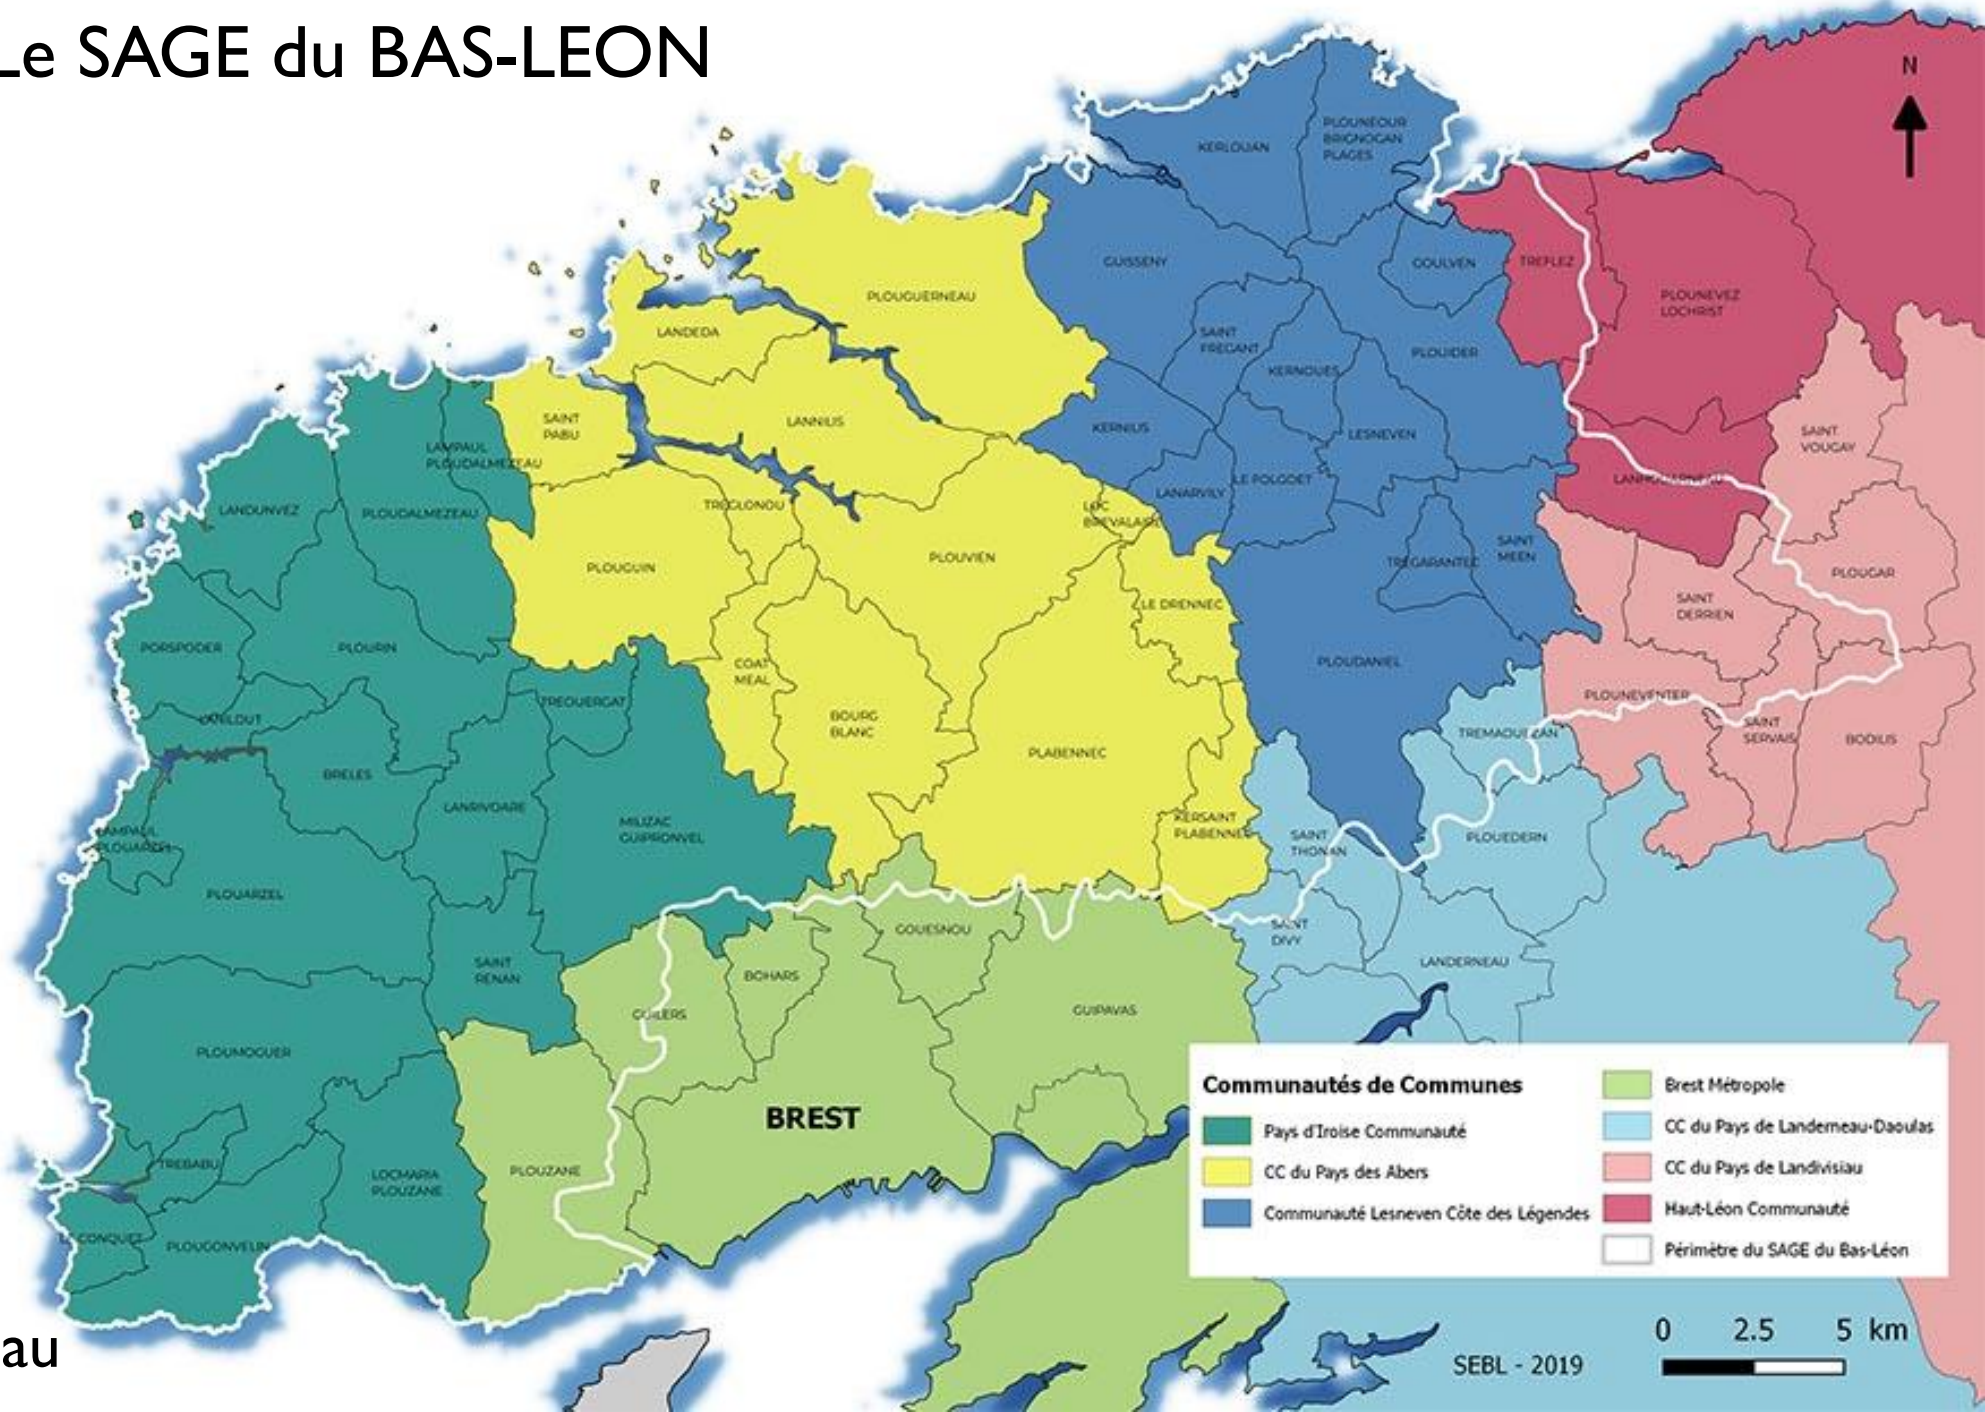 Le SAGE du BAS-LEON
N
KERLOUAN
PLOUNEOUR
BRIGNOGAN
PLAGES
GUISSENY
GOULVEN
TREFLEZ
PLOUNEVEZ
LOCHRIST
PLOUGUERNEAU
LANDEDA
SAINT
FREGANT
KERNOUES
PLOUIDER
SAINT
PABU
LANNILIS
KERNILIS
LESNEVEN
SAINT
VOUGAY
LAMPAUL
PLOUDALMEZEAU
LANARVILY
LE FOLGOET
LANHOUARNEAU
LANDUNVEZ
PLOUDALMEZEAU
TREGLONOU
LOC
BREVALAIRE
PLOUGUIN
PLOUVIEN
TREGARANTEC
SAINT
MEEN
PLOUGAR
LE DRENNEC
SAINT
DERRIEN
PORSPODER
PLOURIN
COAT
MEAL
PLOUDANIEL
PLOUNEVENTER
TREOUERGAT
LANILDUT
BOURG
BLANC
PLABENNEC
TREMAOUEZAN
SAINT
SERVAIS
BODILIS
BRELES
LANRIVOARE
MILIZAC
GUIPRONVEL
KERSAINT
PLABENNEC
SAINT
THONAN
PLOUEDERN
LAMPAUL
PLOUARZEL
PLOUARZEL
SAINT
RENAN
GOUESNOU
SAINT
DIVY
LANDERNEAU
BOHARS
GUILERS
GUIPAVAS
PLOUMOGUER
BREST
TREBABU
LOCMARIA
PLOUZANE
PLOUZANE
LE CONQUET
PLOUGONVELIN
Communautés de Communes
Pays d'Iroise Communauté
CC du Pays des Abers
Communauté Lesneven Côte des Légendes
Brest Métropole
CC du Pays de Landerneau-Daoulas
CC du Pays de Landivisiau
Haut-Léon Communauté
Périmètre du SAGE du Bas-Léon
0 2.5 5 km
SEBL - 2019
au